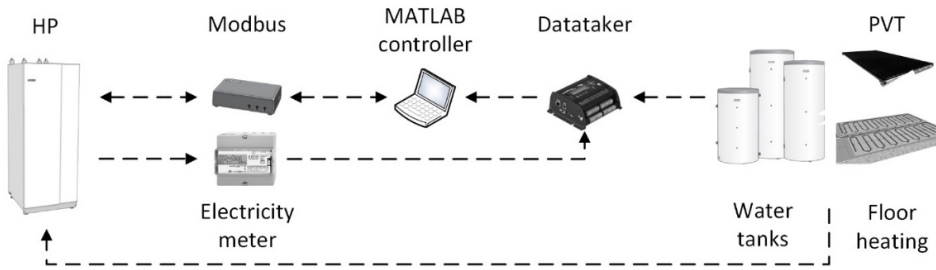 HP
Modbus
MATLAB
controller
Datataker
PVT
Electricity
meter
Water
tanks
Floor
heating